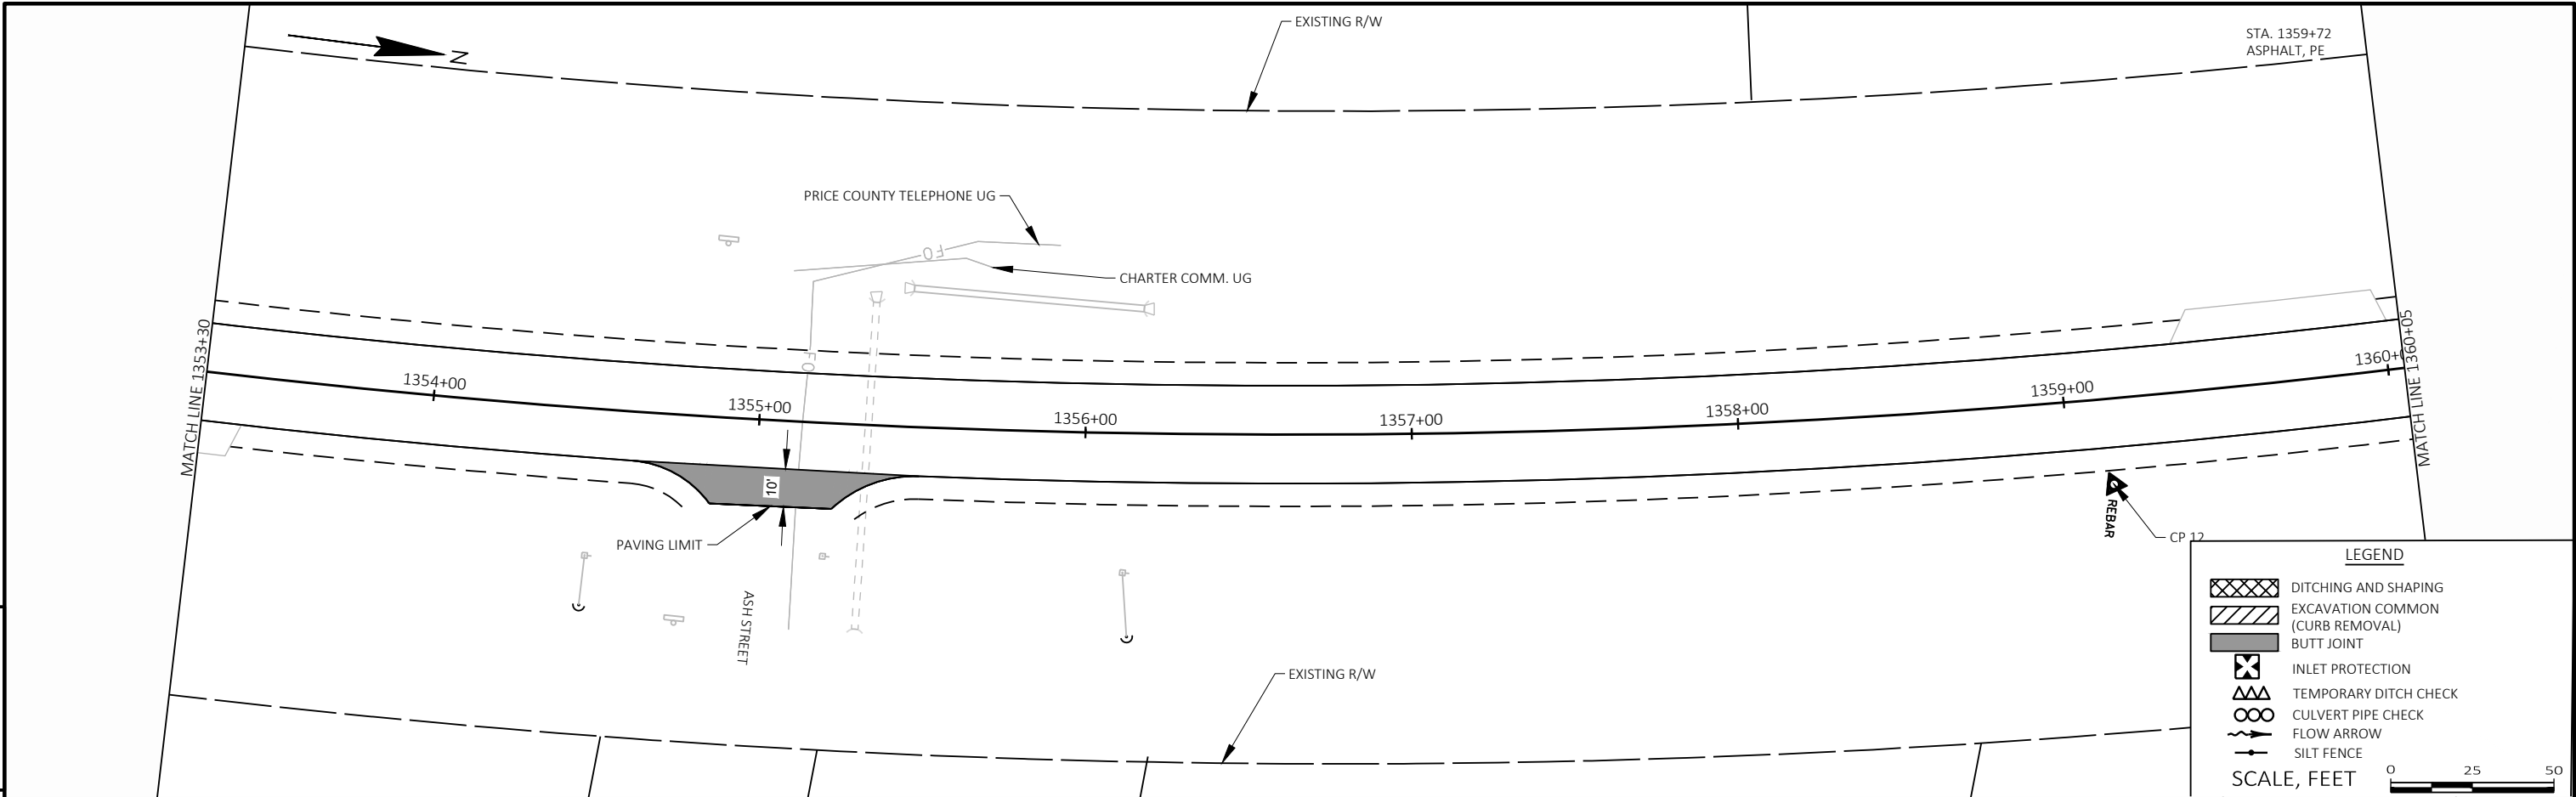 EXISTING R/W
STA. 1359+72
ASPHALT, PE
N
PRICE COUNTY TELEPHONE UG
FO
CHARTER COMM. UG
MATCH LINE 1353+30
FO
1354+00
1355+00
1356+00
1357+00
1358+00
1359+00
1360+0
MATCH LINE 1360+05
10'
PAVING LIMIT
ASH STREET
REBAR
CP 12
EXISTING R/W
LEGEND
DITCHING AND SHAPING
EXCAVATION COMMON
(CURB REMOVAL)
BUTT JOINT
INLET PROTECTION
TEMPORARY DITCH CHECK
CULVERT PIPE CHECK
FLOW ARROW
SILT FENCE
SCALE, FEET
0 25 50